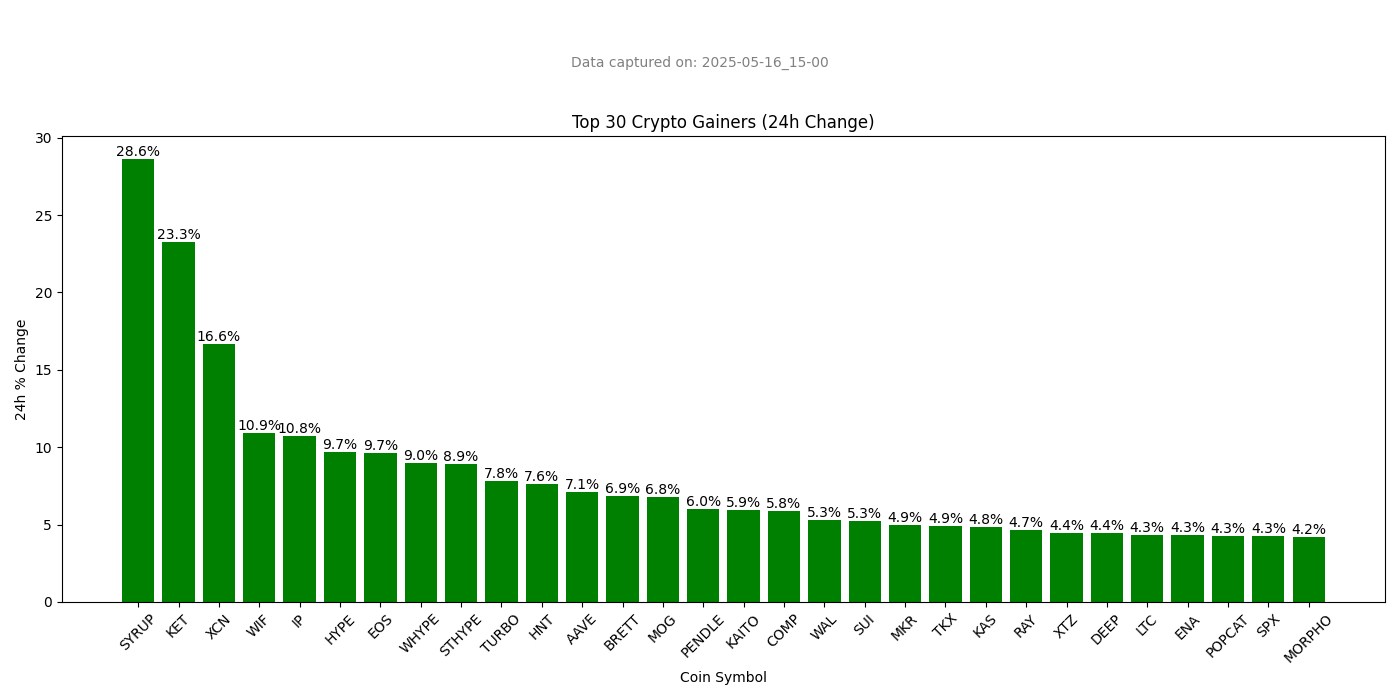 Data captured on: 2025-05-16_15-00
Top 30 Crypto Gainers (24h Change)
30
25
20
15
10
5
0
24h % Change
28.6%
23.3%
16.6%
10.9%
10.8%
9.7%
9.7%
9.0%
8.9%
7.8%
7.6%
7.1%
6.9%
6.8%
6.0%
5.9%
5.8%
5.3%
5.3%
4.9%
4.9%
4.8%
4.7%
4.4%
4.4%
4.3%
4.3%
4.3%
4.3%
4.2%
SYRUP
KET
XCN
WIF
IP
HYPE
EOS
WHYPE
STHYPE
TURBO
HNT
AAVE
BRETT
MOG
PENDLE
KAITO
COMP
WAL
SUI
MKR
TKX
KAS
RAY
XTZ
DEEP
LTC
ENA
POPCAT
SPX
MORPHO
Coin Symbol